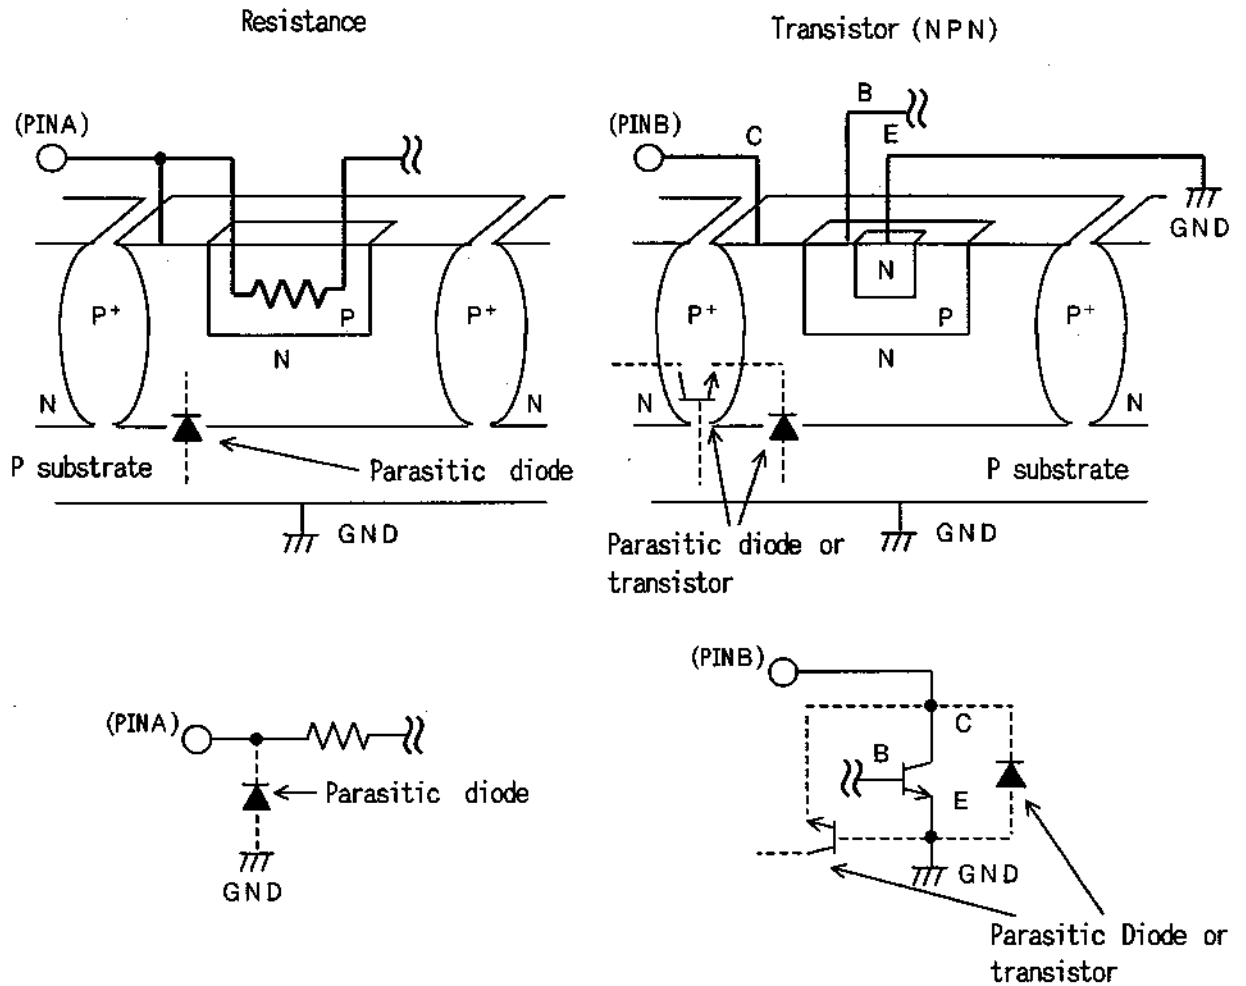 Resistance
Transistor (NPN)
(PINA)
(PINB)
C
B
E
GND
P+
P
N
P+
N
N
P substrate
Parasitic diode
GND
P+
N
P
N
P+
N
N
P substrate
Parasitic diode or
transistor
GND
(PINA)
Parasitic diode
GND
(PINB)
C
B
E
GND
Parasitic Diode or
transistor